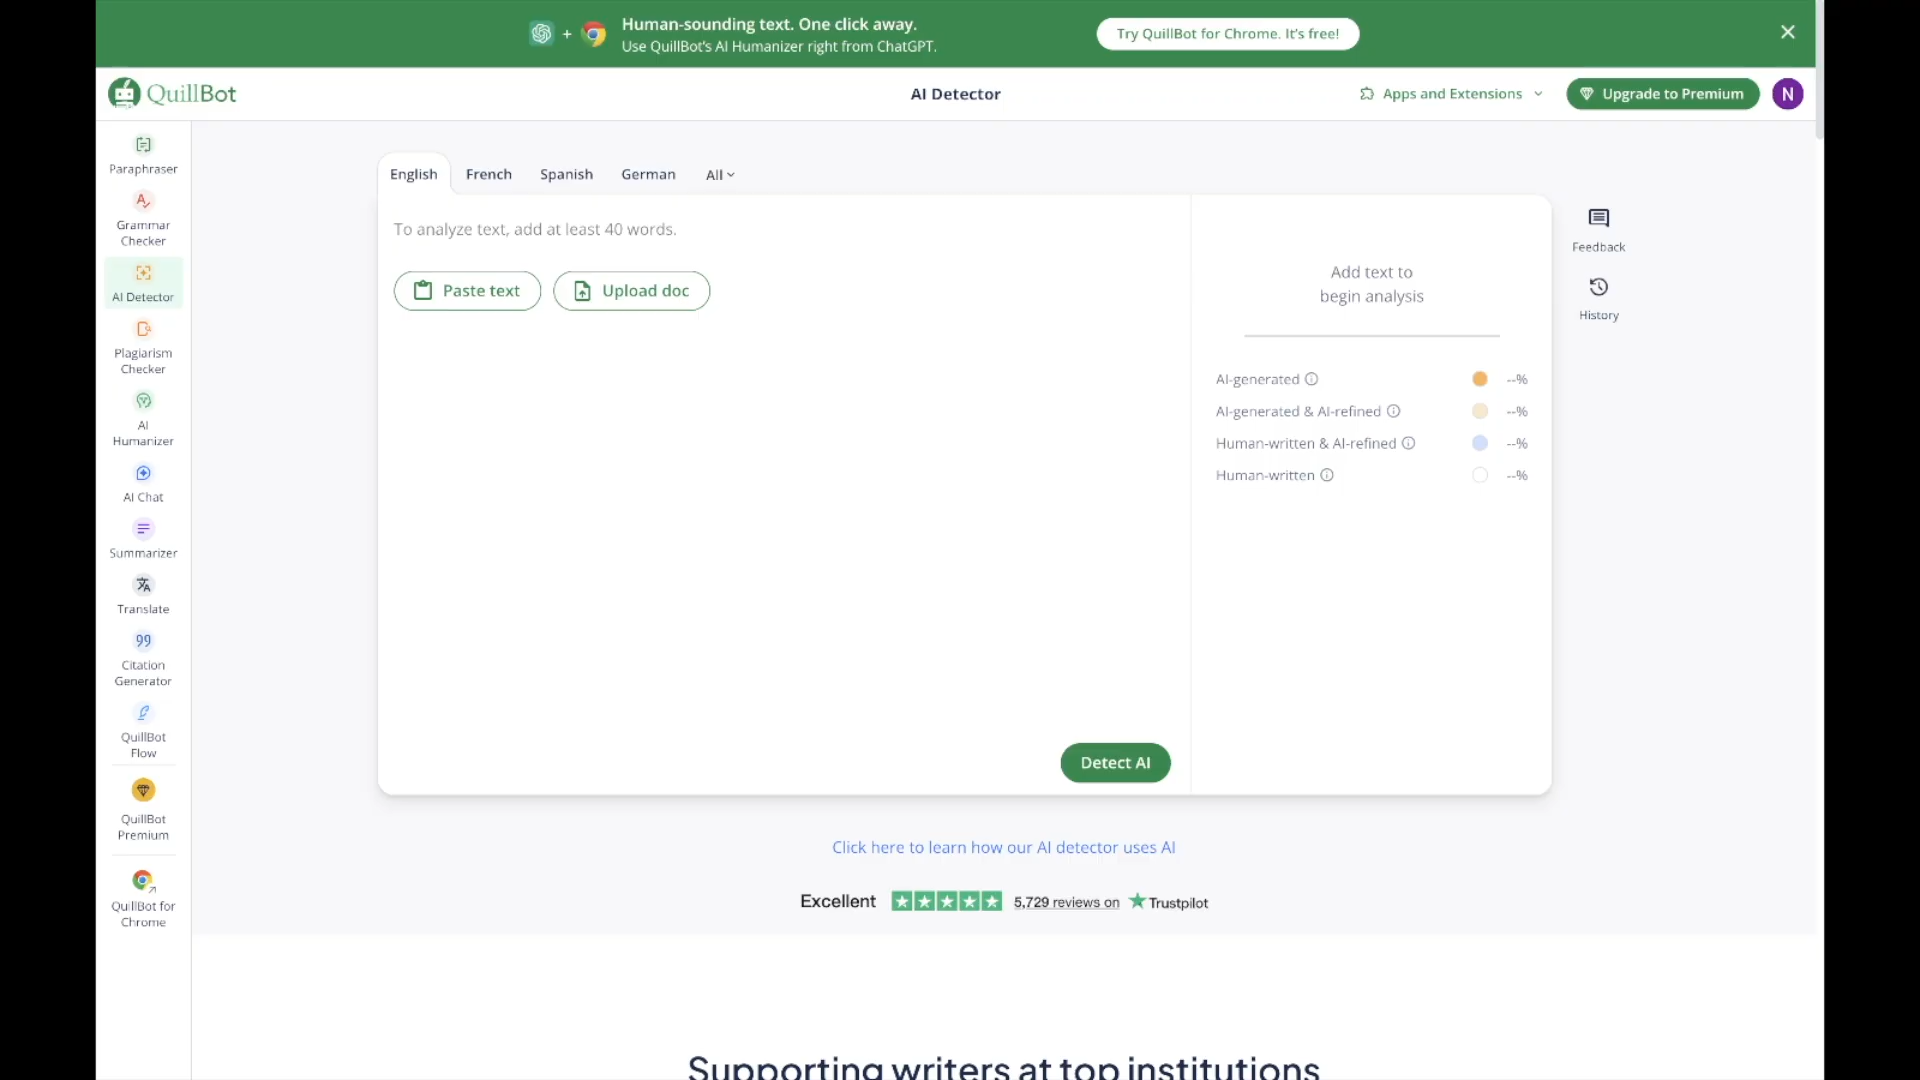 Human-sounding text. One click away.
Use QuillBot's AI Humanizer right from ChatGPT.
Try QuillBot for Chrome. It's free!
QuillBot
AI Detector
Apps and Extensions
Upgrade to Premium
N
Paraphraser
Grammar
Checker
AI Detector
Plagiarism
Checker
AI
Humanizer
AI Chat
Summarizer
Translate
Citation
Generator
QuillBot
Flow
QuillBot
Premium
QuillBot for
Chrome
English
French
Spanish
German
All
To analyze text, add at least 40 words.
Paste text
Upload doc
Detect AI
Add text to
begin analysis
AI-generated --%
AI-generated & AI-refined --%
Human-written & AI-refined --%
Human-written --%
Feedback
History
Click here to learn how our AI detector uses AI
Excellent 5,729 reviews on Trustpilot
Supporting writers at top institutions